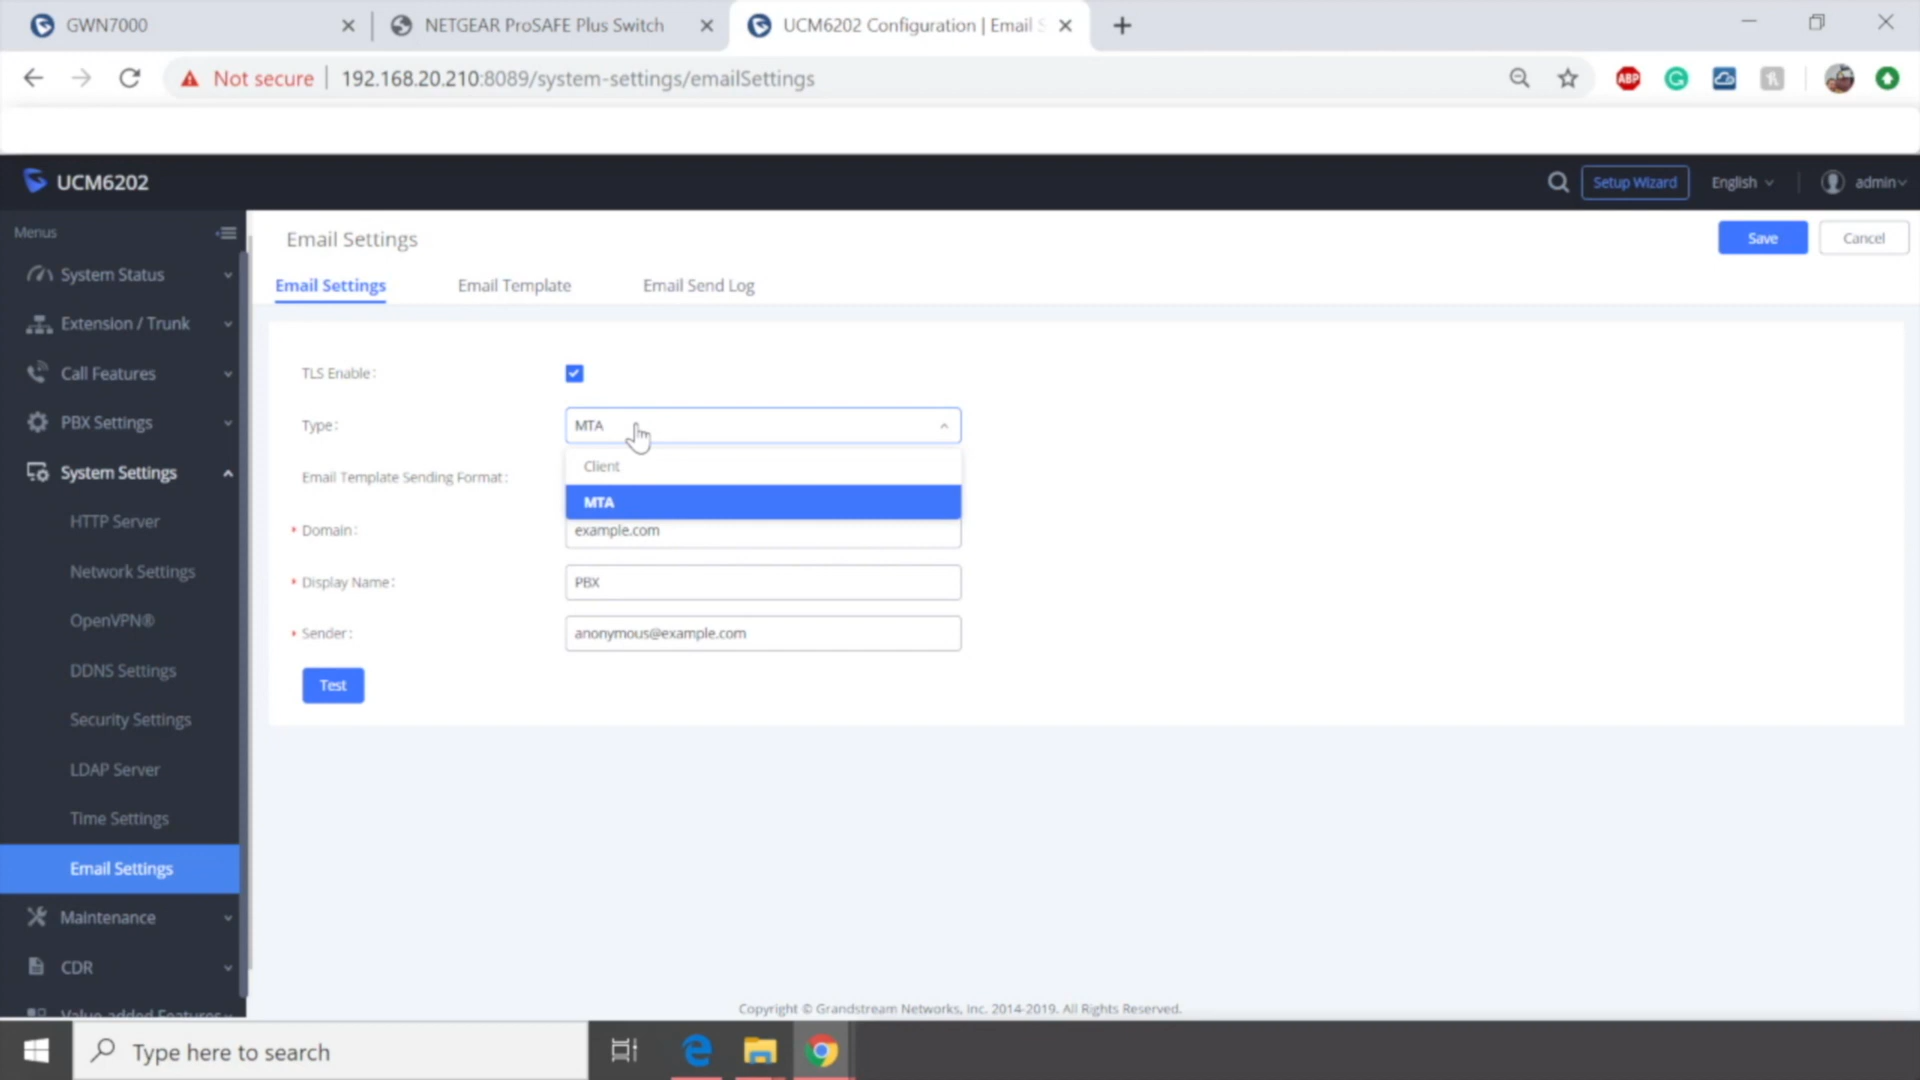 GWN7000
NETGEAR ProSAFE Plus Switch
UCM6202 Configuration | Email S
Not secure | 192.168.20.210:8089/system-settings/emailSettings
ABP
UCM6202
Setup Wizard
English
admin
Menus
System Status
Extension / Trunk
Call Features
PBX Settings
System Settings
HTTP Server
Network Settings
OpenVPN®
DDNS Settings
Security Settings
LDAP Server
Time Settings
Email Settings
Maintenance
CDR
Value-added Features
Email Settings
Save
Cancel
Email Settings
Email Template
Email Send Log
TLS Enable:
Type:
MTA
Client
MTA
Email Template Sending Format:
* Domain:
example.com
* Display Name:
PBX
* Sender:
anonymous@example.com
Test
Copyright © Grandstream Networks, Inc. 2014-2019. All Rights Reserved.
Type here to search